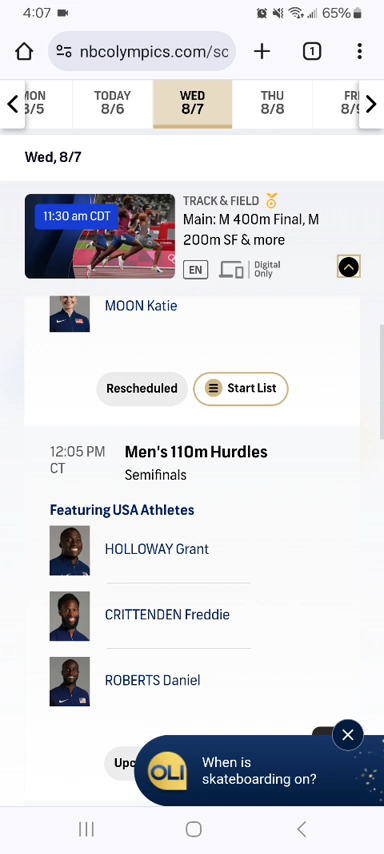 4:07
65%
nbcolympics.com/sc
1
MON
8/5
TODAY
8/6
WED
8/7
THU
8/8
FRI
Wed, 8/7
11:30 am CDT
TRACK & FIELD
Main: M 400m Final, M
200m SF & more
EN
Digital
Only
MOON Katie
Rescheduled
Start List
12:05 PM
CT
Men's 110m Hurdles
Semifinals
Featuring USA Athletes
HOLLOWAY Grant
CRITTENDEN Freddie
ROBERTS Daniel
OLI
When is
skateboarding on?